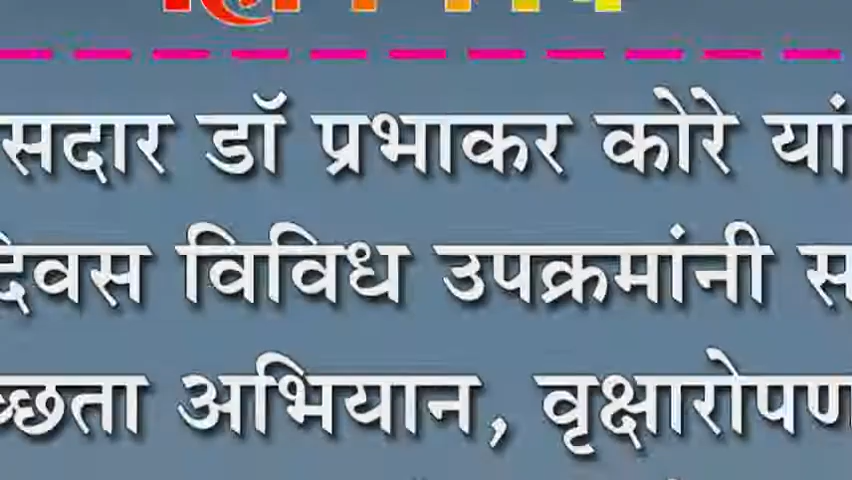 सदार डॉ प्रभाकर कोरे यां
दिवस विविध उपक्रमांनी स
च्छता अभियान, वृक्षारोपण